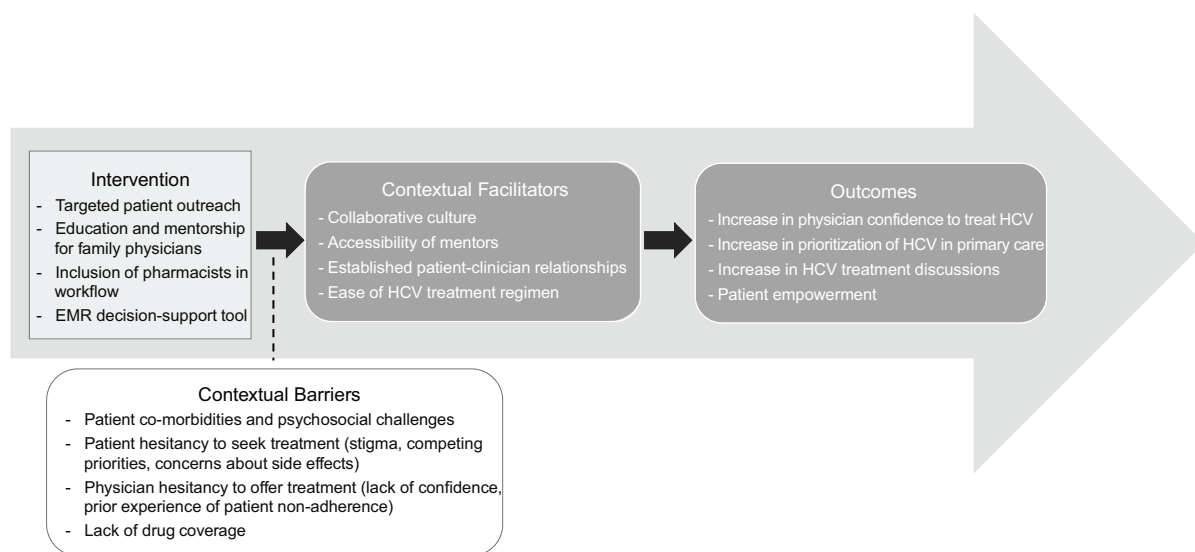 Intervention
- Targeted patient outreach
- Education and mentorship
for family physicians
- Inclusion of pharmacists in
workflow
- EMR decision-support tool
Contextual Facilitators
- Collaborative culture
- Accessibility of mentors
- Established patient-clinician relationships
- Ease of HCV treatment regimen
Outcomes
- Increase in physician confidence to treat HCV
- Increase in prioritization of HCV in primary care
- Increase in HCV treatment discussions
- Patient empowerment
Contextual Barriers
- Patient co-morbidities and psychosocial challenges
- Patient hesitancy to seek treatment (stigma, competing
priorities, concerns about side effects)
- Physician hesitancy to offer treatment (lack of confidence,
prior experience of patient non-adherence)
- Lack of drug coverage